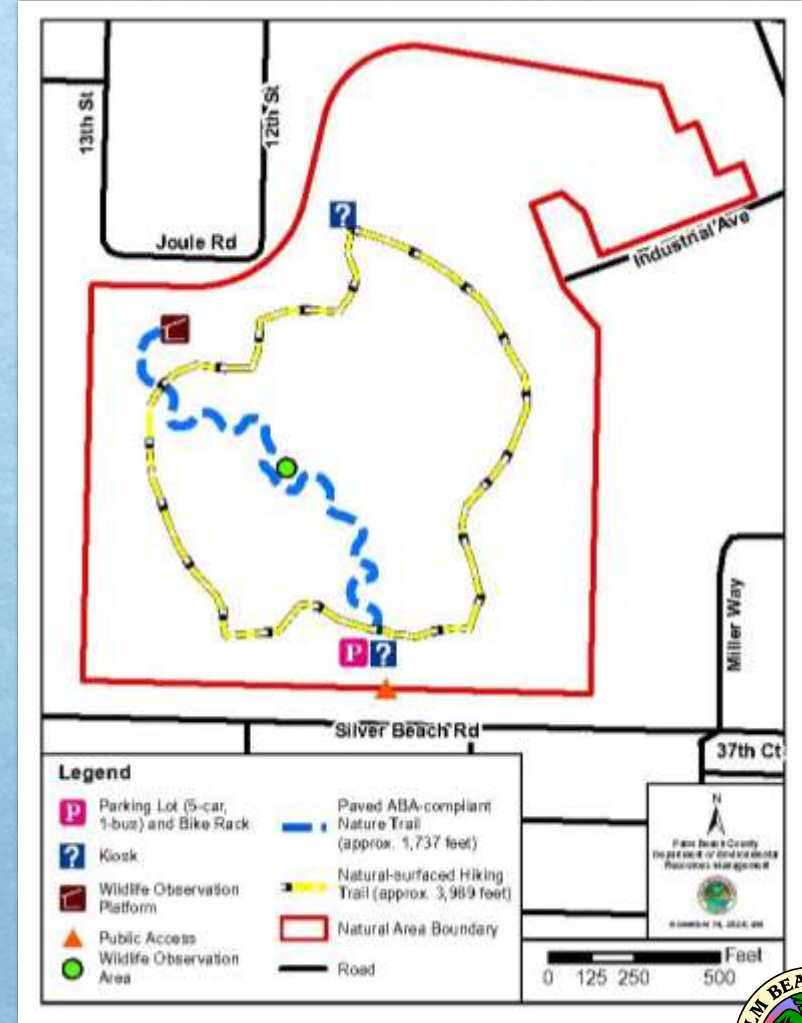 13th St
12th St
Joule Rd
?
Industrial Ave
P ?
Miller Way
Silver Beach Rd
37th Ct
Legend
P Parking Lot (5-car,
1-bus) and Bike Rack
? Kiosk
Wildlife Observation
Platform
Public Access
Wildlife Observation
Area
Paved ABA-compliant
Nature Trail
(approx. 1,737 feet)
Natural-surfaced Hiking
Trail (approx. 3,989 feet)
Natural Area Boundary
Road
N
Palm Beach County
Department of Environmental
Resources Management
Feet
0 125 250 500
LM BEA